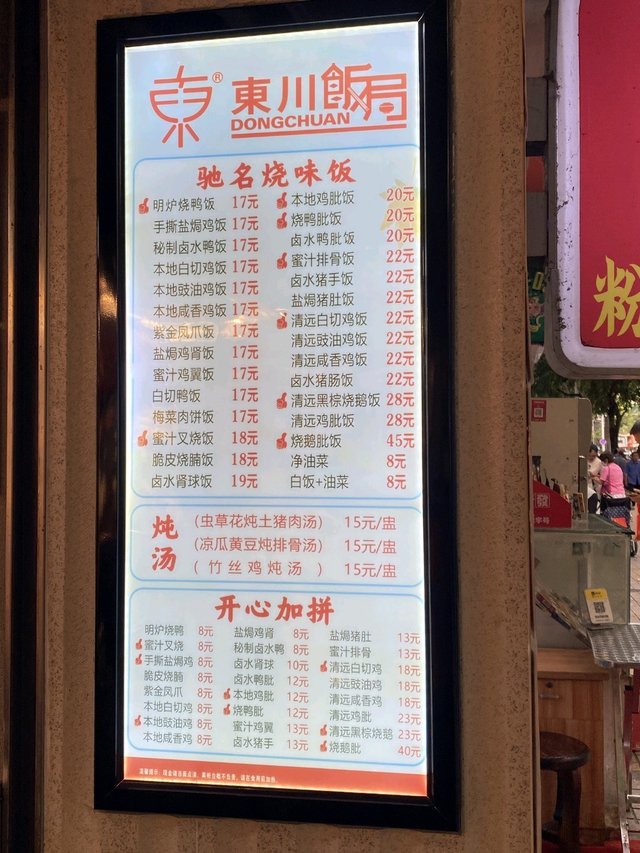 東®
東川飯局
DONGCHUAN
驰名烧味饭
明炉烧鸭饭 17元
手撕盐焗鸡饭 17元
秘制卤水鸭饭 17元
本地白切鸡饭 17元
本地豉油鸡饭 17元
本地咸香鸡饭 17元
紫金凤爪饭 17元
盐焗鸡肾饭 17元
蜜汁鸡翼饭 17元
白切鸭饭 17元
梅菜肉饼饭 17元
蜜汁叉烧饭 18元
脆皮烧腩饭 18元
卤水肾球饭 19元
本地鸡肶饭 20元
烧鸭肶饭 20元
卤水鸭肶饭 20元
蜜汁排骨饭 22元
卤水猪手饭 22元
盐焗猪肚饭 22元
清远白切鸡饭 22元
清远豉油鸡饭 22元
清远咸香鸡饭 22元
卤水猪肠饭 22元
清远黑棕烧鹅饭 28元
清远鸡肶饭 28元
烧鹅肶饭 45元
净油菜 8元
白饭+油菜 8元
炖汤
(虫草花炖土猪肉汤) 15元/盅
(凉瓜黄豆炖排骨汤) 15元/盅
(竹丝鸡炖汤) 15元/盅
开心加拼
明炉烧鸭 8元
蜜汁叉烧 8元
手撕盐焗鸡 8元
脆皮烧腩 8元
紫金凤爪 8元
本地白切鸡 8元
本地豉油鸡 8元
本地咸香鸡 8元
盐焗鸡肾 8元
秘制卤水鸭 8元
卤水肾球 10元
卤水鸭肶 12元
本地鸡肶 12元
烧鸭肶 12元
蜜汁鸡翼 13元
卤水猪手 13元
盐焗猪肚 13元
蜜汁排骨 13元
清远白切鸡 18元
清远豉油鸡 18元
清远咸香鸡 18元
清远鸡肶 23元
清远黑棕烧鹅 23元
烧鹅肶 40元
粉
發